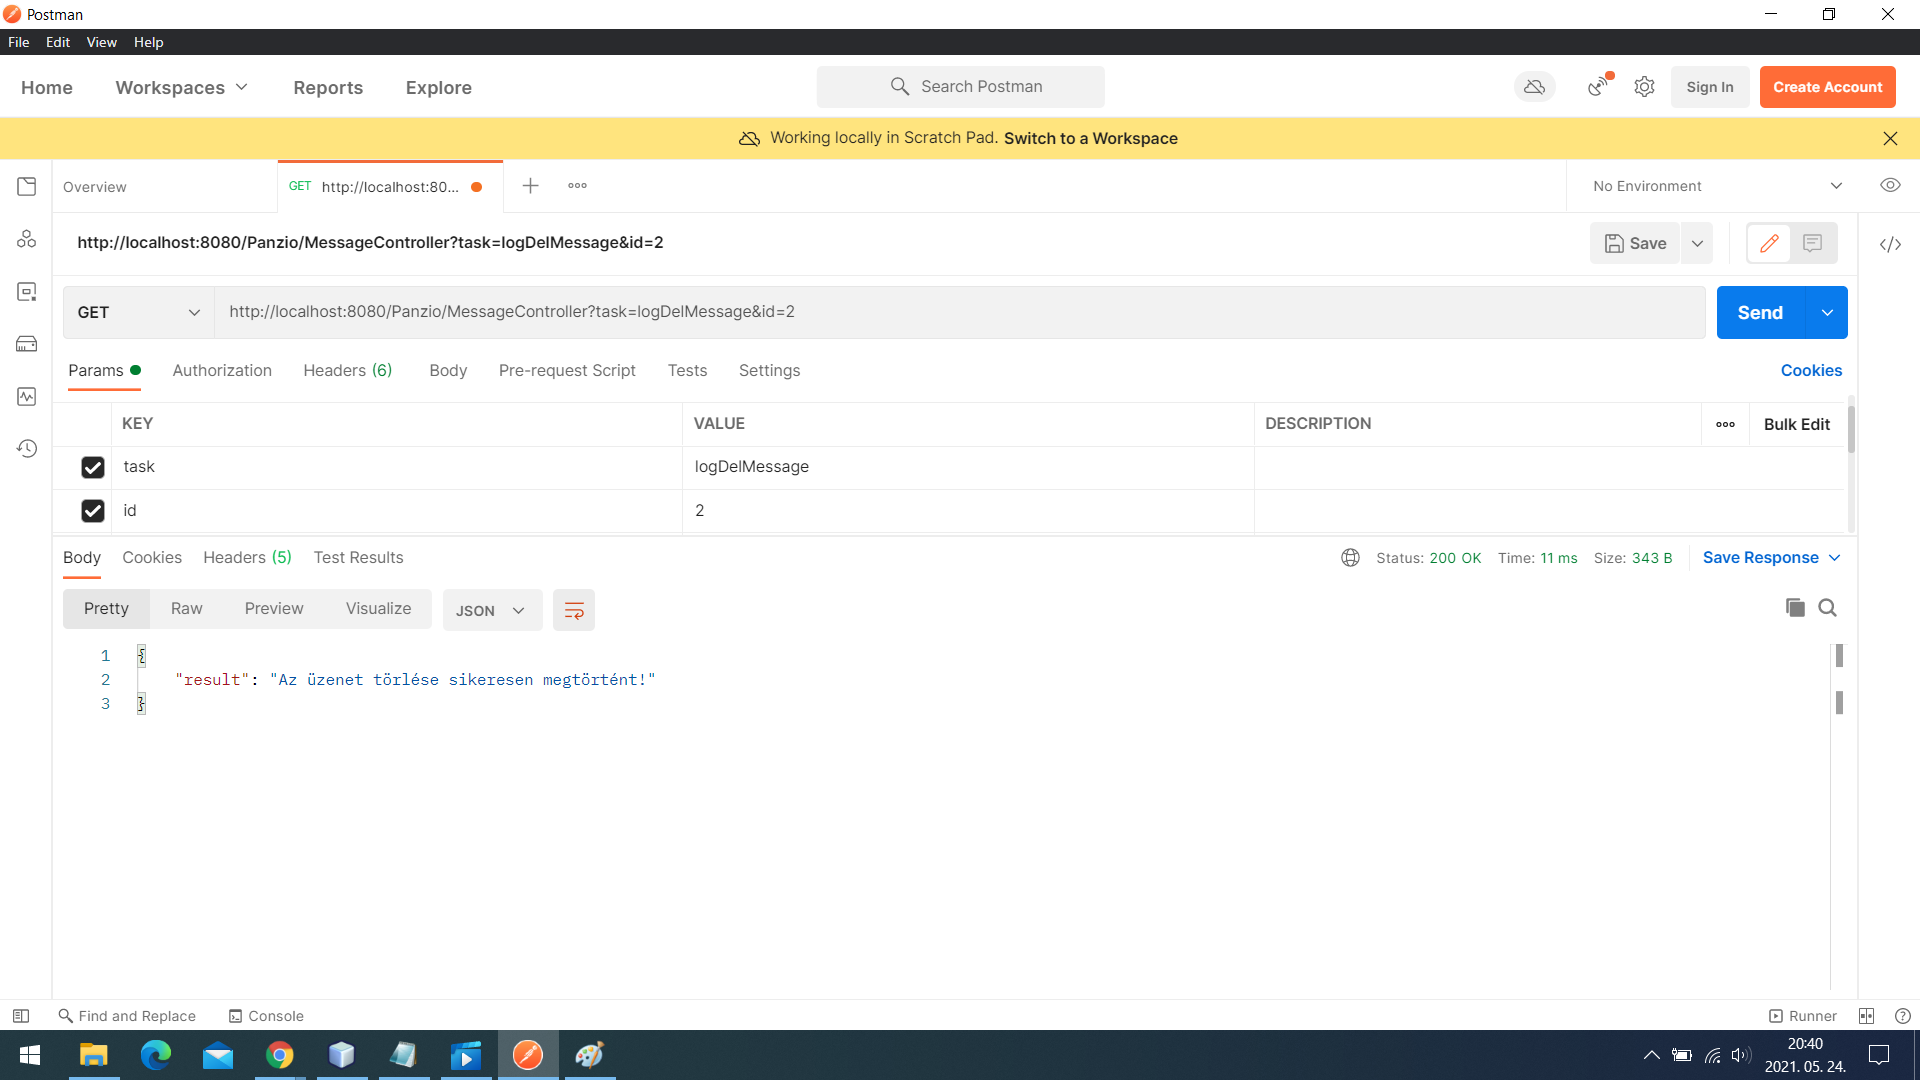 Postman
File Edit View Help
Home Workspaces Reports Explore Search Postman Sign In Create Account
Working locally in Scratch Pad. Switch to a Workspace
Overview GET http://localhost:80... No Environment
http://localhost:8080/Panzio/MessageController?task=logDelMessage&id=2 Save
GET http://localhost:8080/Panzio/MessageController?task=logDelMessage&id=2 Send
Params Authorization Headers (6) Body Pre-request Script Tests Settings Cookies
KEY VALUE DESCRIPTION Bulk Edit
task logDelMessage
id 2
Body Cookies Headers (5) Test Results Status: 200 OK Time: 11 ms Size: 343 B Save Response
Pretty Raw Preview Visualize JSON
1 {
2 "result": "Az üzenet törlése sikeresen megtörtént!"
3 }
Find and Replace Console Runner
20:40
2021. 05. 24.